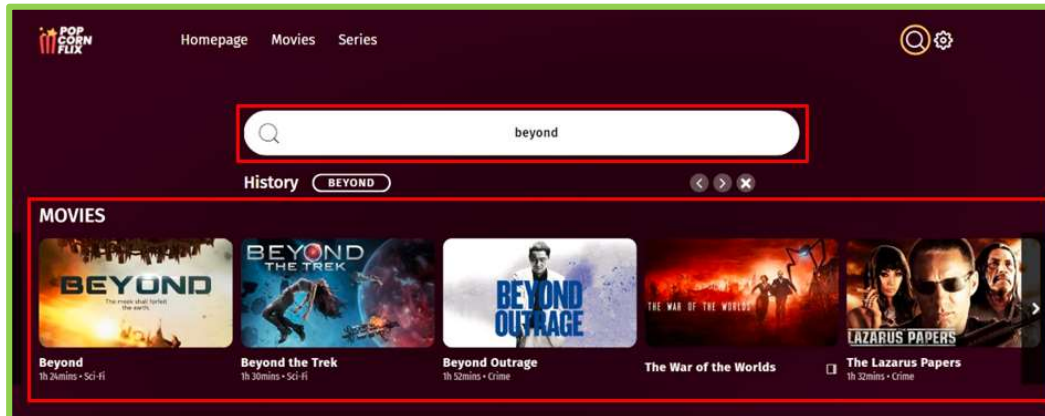 POP
CORN
FLIX
Homepage Movies Series
beyond
History BEYOND
MOVIES
BEYOND
The meek shall forfeit
the earth.
BEYOND
THE TREK
BEYOND
OUTRAGE
THE WAR OF THE WORLDS
LAZARUS PAPERS
Beyond
1h 24mins • Sci-Fi
Beyond the Trek
1h 30mins • Sci-Fi
Beyond Outrage
1h 52mins • Crime
The War of the Worlds
The Lazarus Papers
1h 32mins • Crime